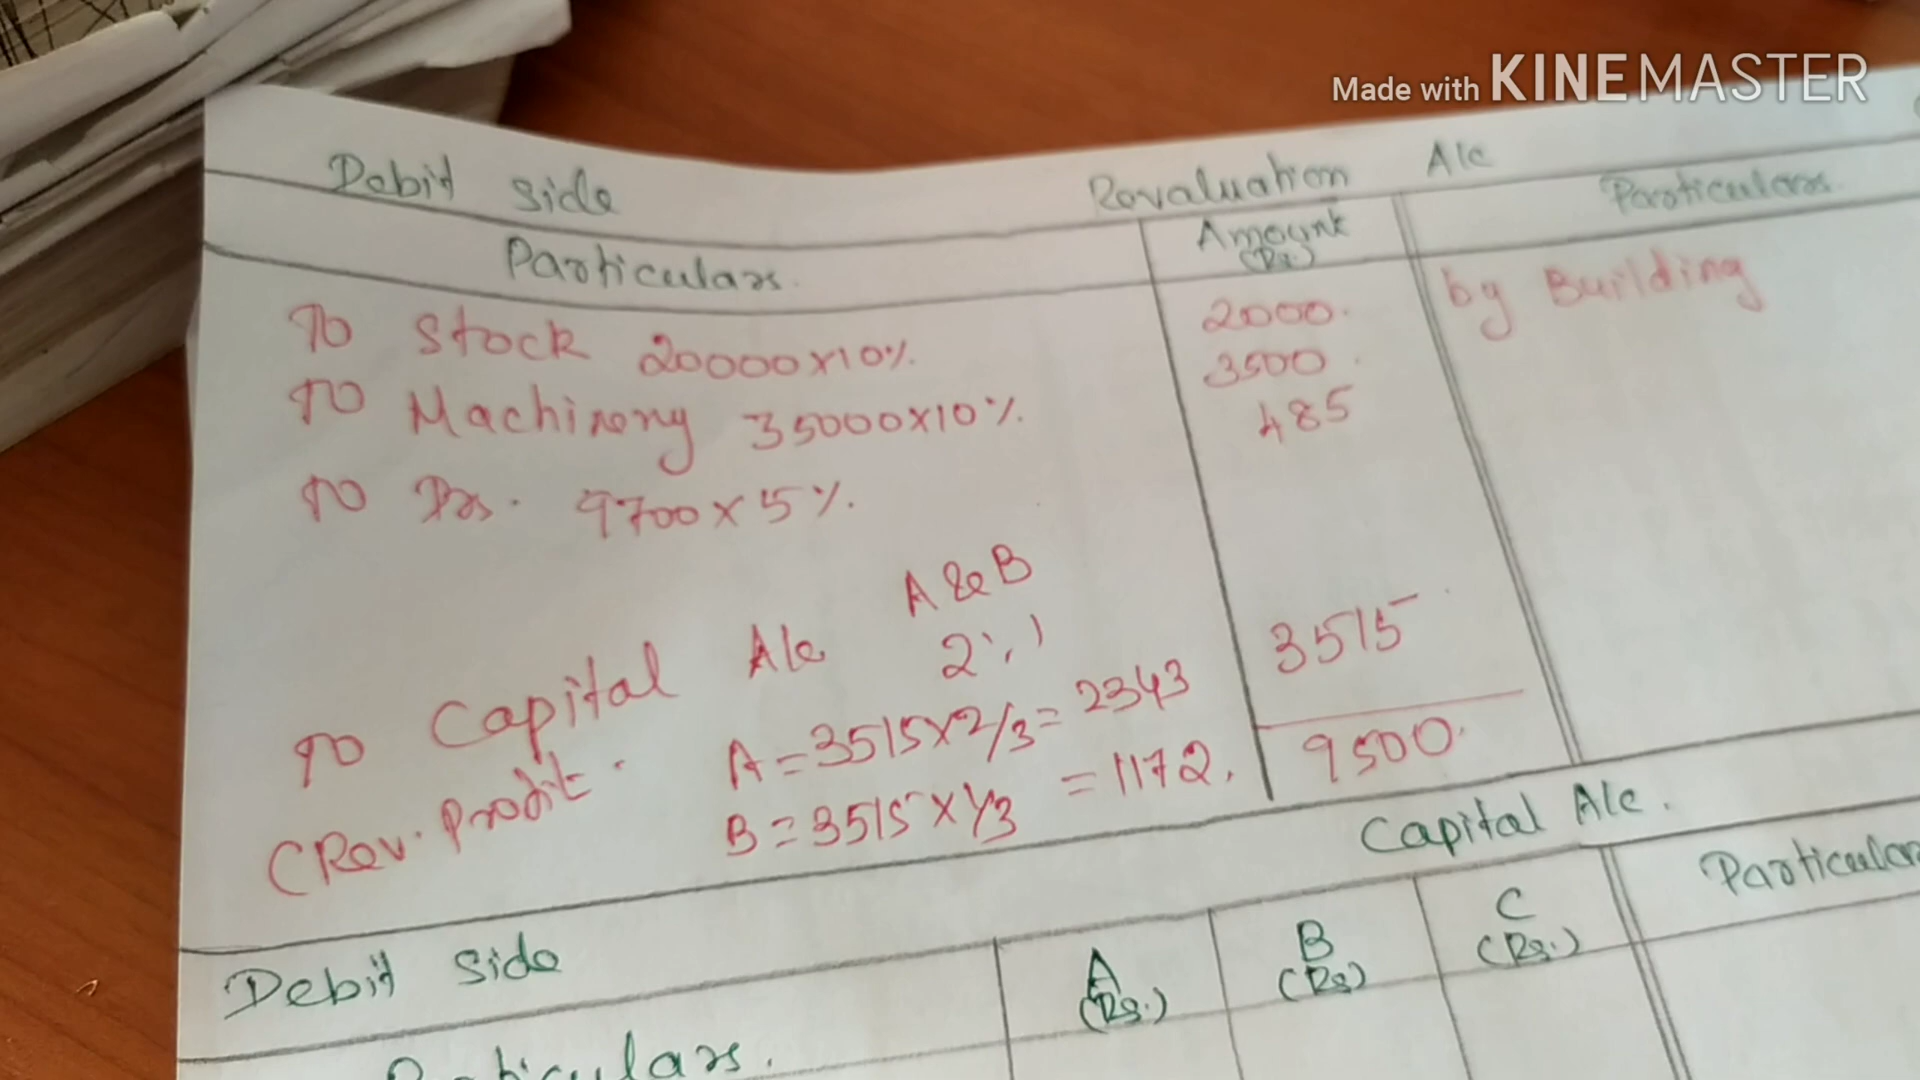 Made with KINEMASTER
Debit side Revaluation A/c
Particulars. Amount (Rs) Particulars.
To Stock 20000x10%. 2000. by Building
To Machinery 35000x10%. 3500.
To Drs. 9700x5%. 485
A & B
To Capital A/c 2:1 3515
(Rev. Profit. A=3515x2/3= 2343
B=3515x1/3 = 1172. 9500.
Capital A/c.
Debit side A (Rs.) B (Rs) C (Rs.) Particular
Particulars.